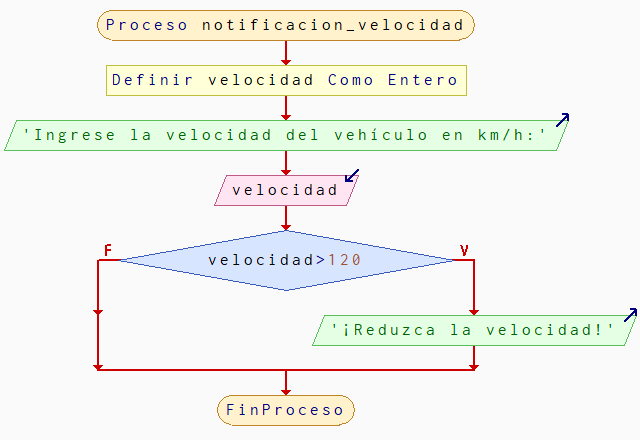 Proceso notificacion_velocidad
Definir velocidad Como Entero
'Ingrese la velocidad del vehículo en km/h:'
velocidad
F
V
velocidad>120
'¡Reduzca la velocidad!'
FinProceso